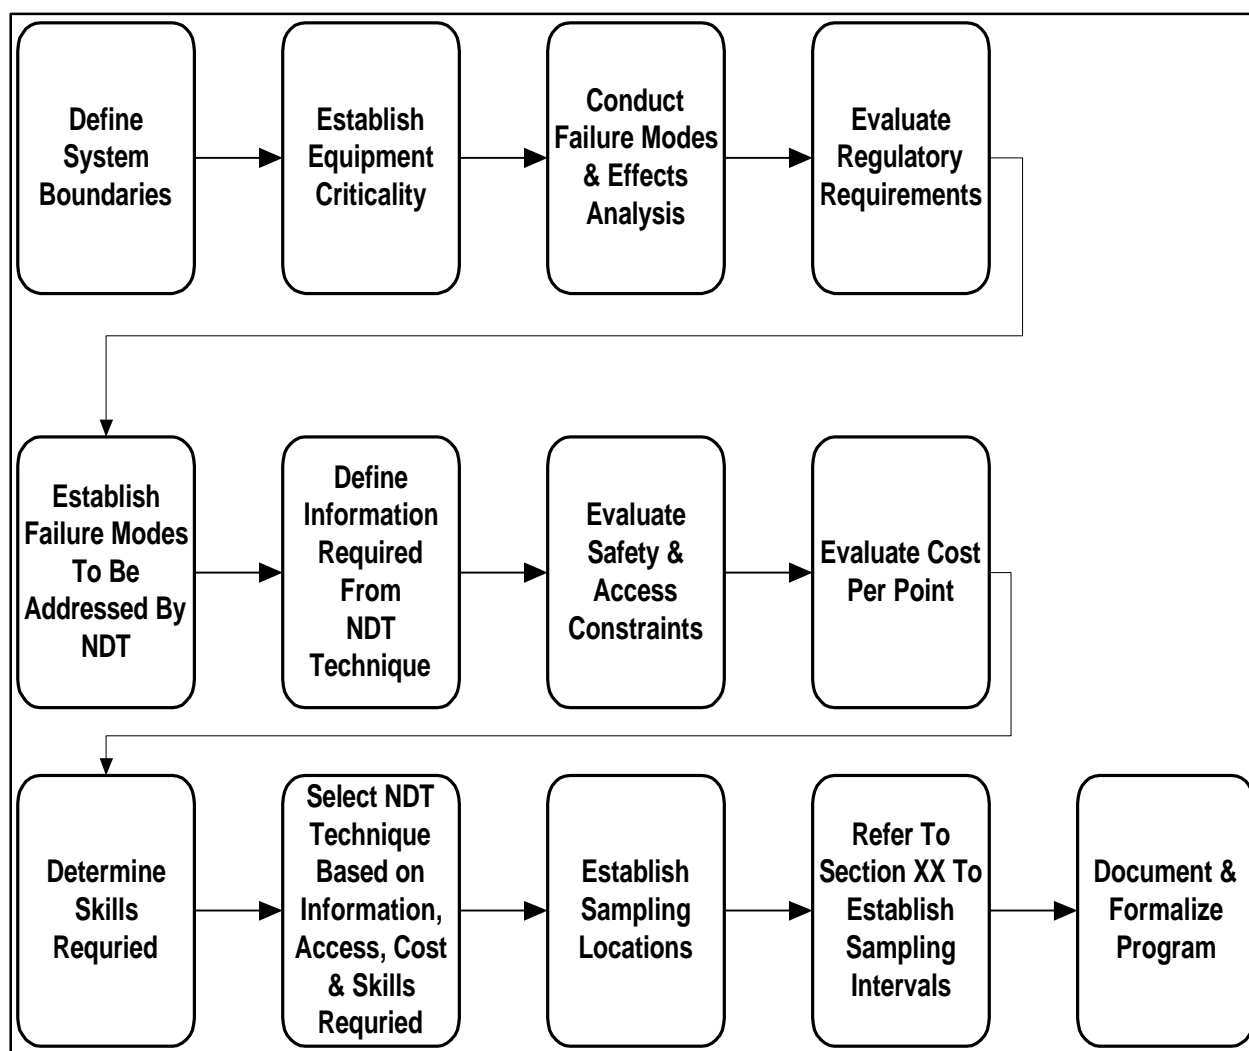 Define
System
Boundaries
Establish
Equipment
Criticality
Conduct
Failure Modes
& Effects
Analysis
Evaluate
Regulatory
Requirements
Establish
Failure Modes
To Be
Addressed By
NDT
Define
Information
Required
From
NDT
Technique
Evaluate
Safety &
Access
Constraints
Evaluate Cost
Per Point
Determine
Skills
Requried
Select NDT
Technique
Based on
Information,
Access, Cost
& Skills
Requried
Establish
Sampling
Locations
Refer To
Section XX To
Establish
Sampling
Intervals
Document &
Formalize
Program